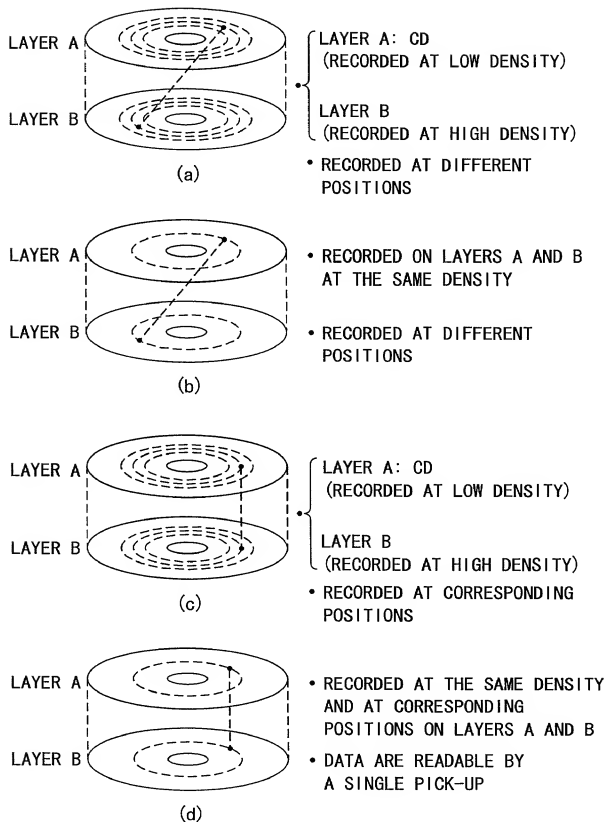 LAYER A
LAYER B
LAYER A: CD
(RECORDED AT LOW DENSITY)
LAYER B
(RECORDED AT HIGH DENSITY)
• RECORDED AT DIFFERENT
POSITIONS
(a)
LAYER A
LAYER B
• RECORDED ON LAYERS A AND B
AT THE SAME DENSITY
• RECORDED AT DIFFERENT
POSITIONS
(b)
LAYER A
LAYER B
LAYER A: CD
(RECORDED AT LOW DENSITY)
LAYER B
(RECORDED AT HIGH DENSITY)
• RECORDED AT CORRESPONDING
POSITIONS
(c)
LAYER A
LAYER B
• RECORDED AT THE SAME DENSITY
AND AT CORRESPONDING
POSITIONS ON LAYERS A AND B
• DATA ARE READABLE BY
A SINGLE PICK-UP
(d)